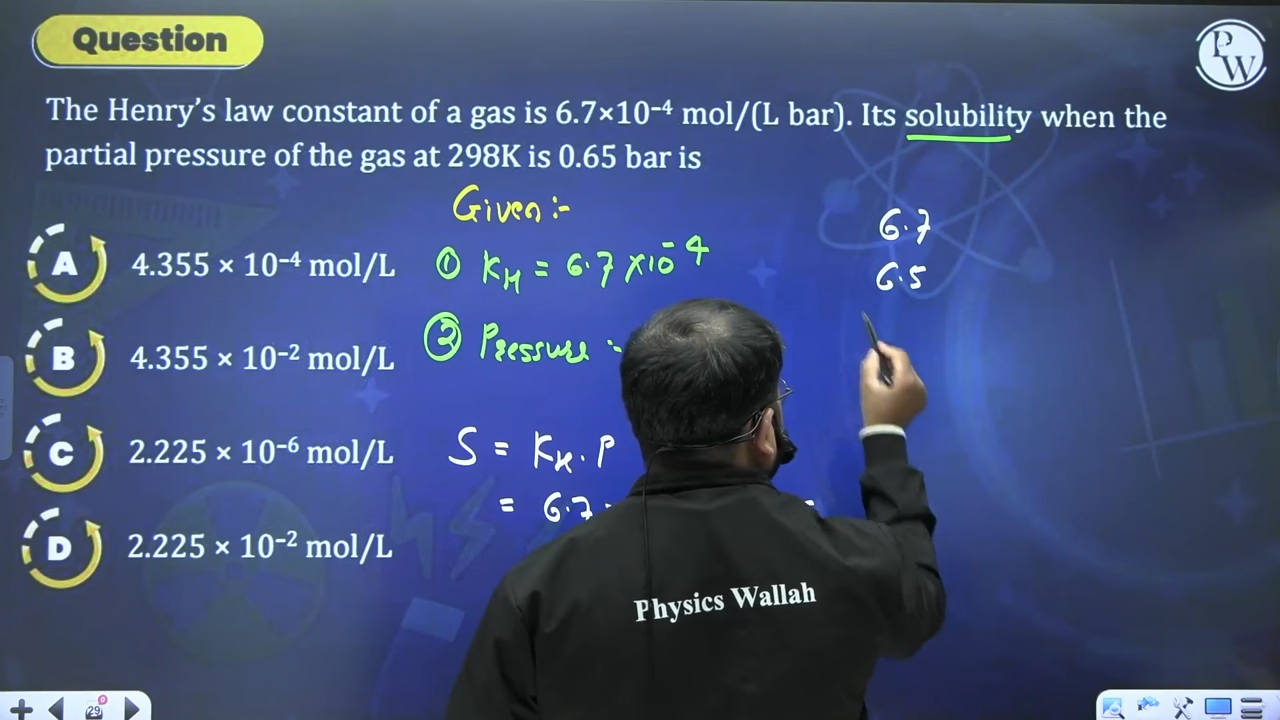 Question
PW
The Henry's law constant of a gas is 6.7×10⁻⁴ mol/(L bar). Its solubility when the
partial pressure of the gas at 298K is 0.65 bar is
Given :-
6.7
A 4.355 × 10⁻⁴ mol/L
① K_H = 6.7 × 10⁻⁴
6.5
B 4.355 × 10⁻² mol/L
② Pressure :-
C 2.225 × 10⁻⁶ mol/L
S = K_H . P
= 6.7
D 2.225 × 10⁻² mol/L
Physics Wallah
29